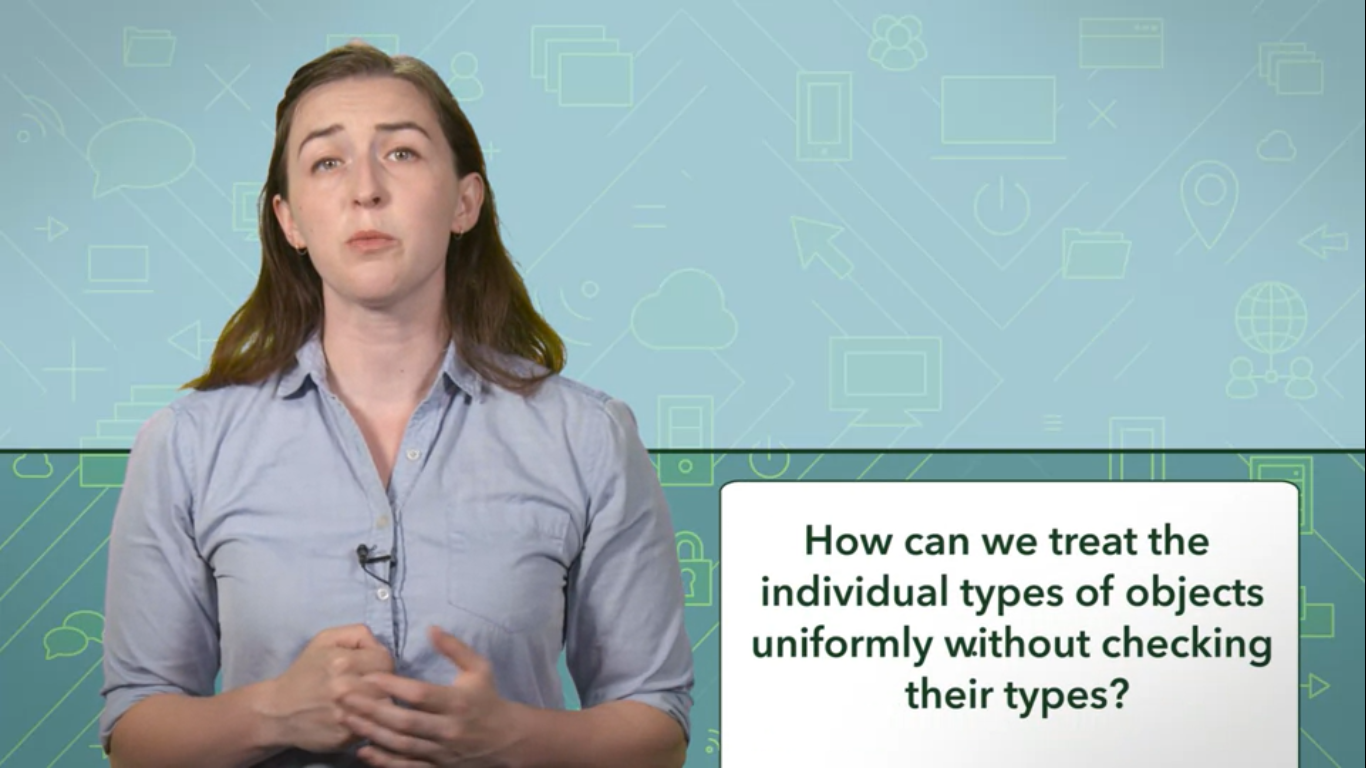 How can we treat the
individual types of objects
uniformly without checking
their types?